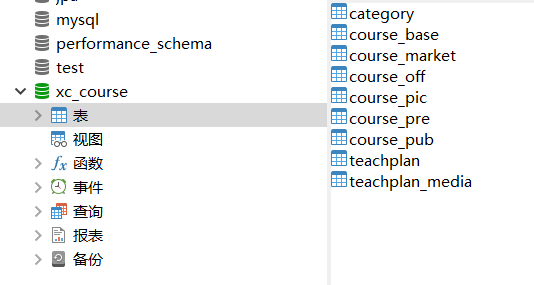 jpa
mysql
performance_schema
test
xc_course
表
视图
函数
事件
查询
报表
备份
category
course_base
course_market
course_off
course_pic
course_pre
course_pub
teachplan
teachplan_media